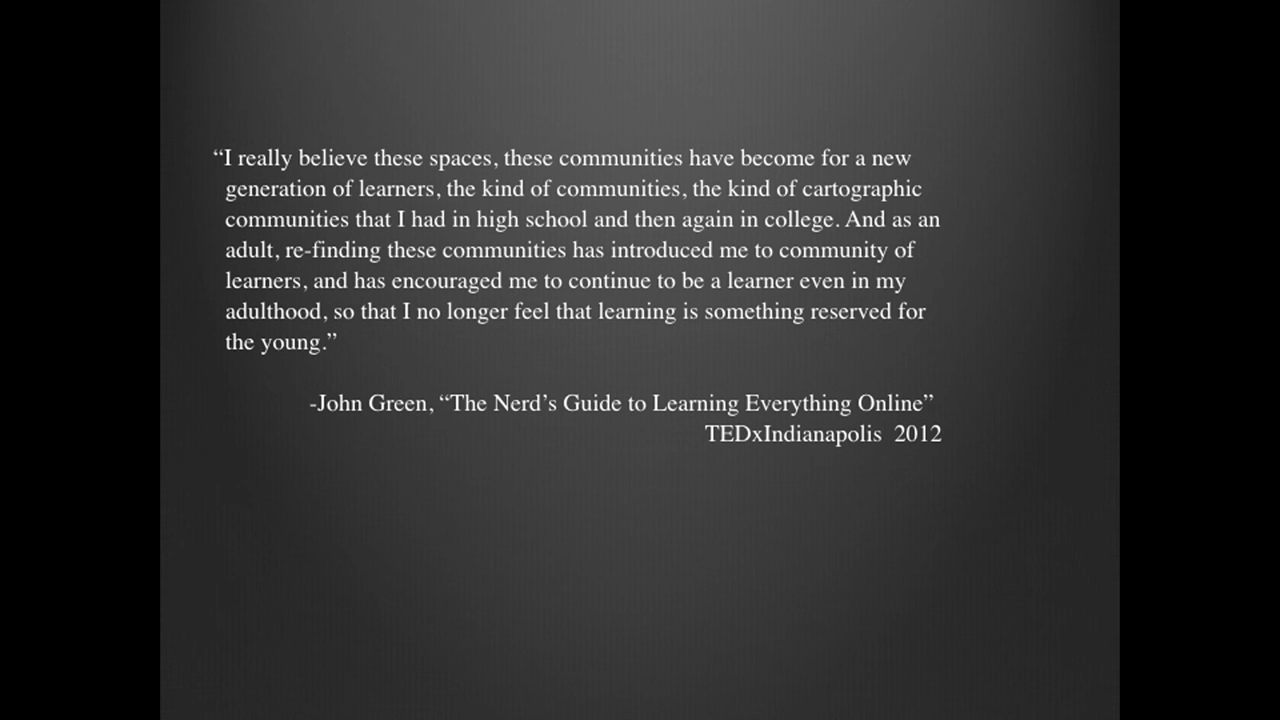 “I really believe these spaces, these communities have become for a new
generation of learners, the kind of communities, the kind of cartographic
communities that I had in high school and then again in college. And as an
adult, re-finding these communities has introduced me to community of
learners, and has encouraged me to continue to be a learner even in my
adulthood, so that I no longer feel that learning is something reserved for
the young.”
-John Green, “The Nerd’s Guide to Learning Everything Online”
TEDxIndianapolis  2012